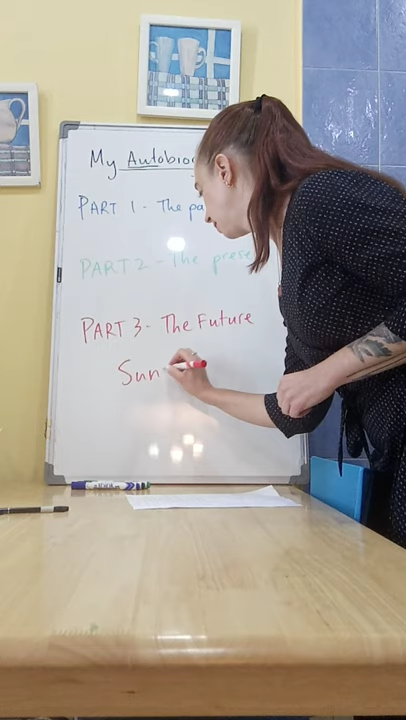 My Autobio
PART 1 - The pa
PART 2 - The prese
PART 3 - The Future
Sun